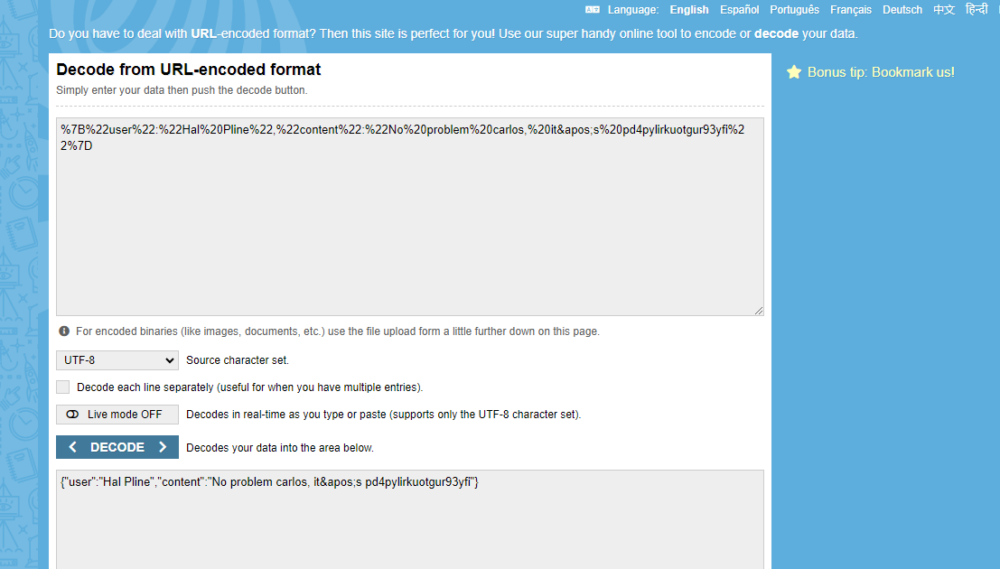 Language: English Español Português Français Deutsch 中文 हिन्दी
Do you have to deal with URL-encoded format? Then this site is perfect for you! Use our super handy online tool to encode or decode your data.
Decode from URL-encoded format
Simply enter your data then push the decode button.
Bonus tip: Bookmark us!
%7B%22user%22:%22Hal%20Pline%22,%22content%22:%22No%20problem%20carlos,%20it&apos;s%20pd4pylirkuotgur93yfi%2
2%7D
For encoded binaries (like images, documents, etc.) use the file upload form a little further down on this page.
UTF-8 Source character set.
Decode each line separately (useful for when you have multiple entries).
Live mode OFF Decodes in real-time as you type or paste (supports only the UTF-8 character set).
DECODE Decodes your data into the area below.
{"user":"Hal Pline","content":"No problem carlos, it&apos;s pd4pylirkuotgur93yfi"}